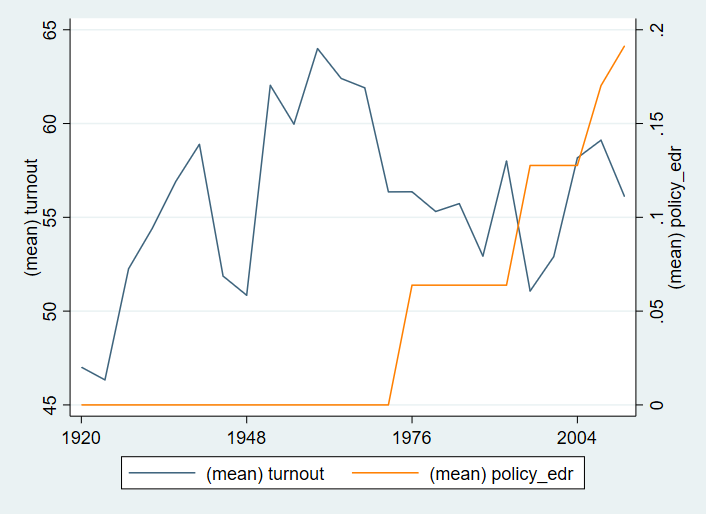 65
60
55
50
45
(mean) turnout
.2
.15
.1
.05
0
(mean) policy_edr
1920 1948 1976 2004
(mean) turnout (mean) policy_edr